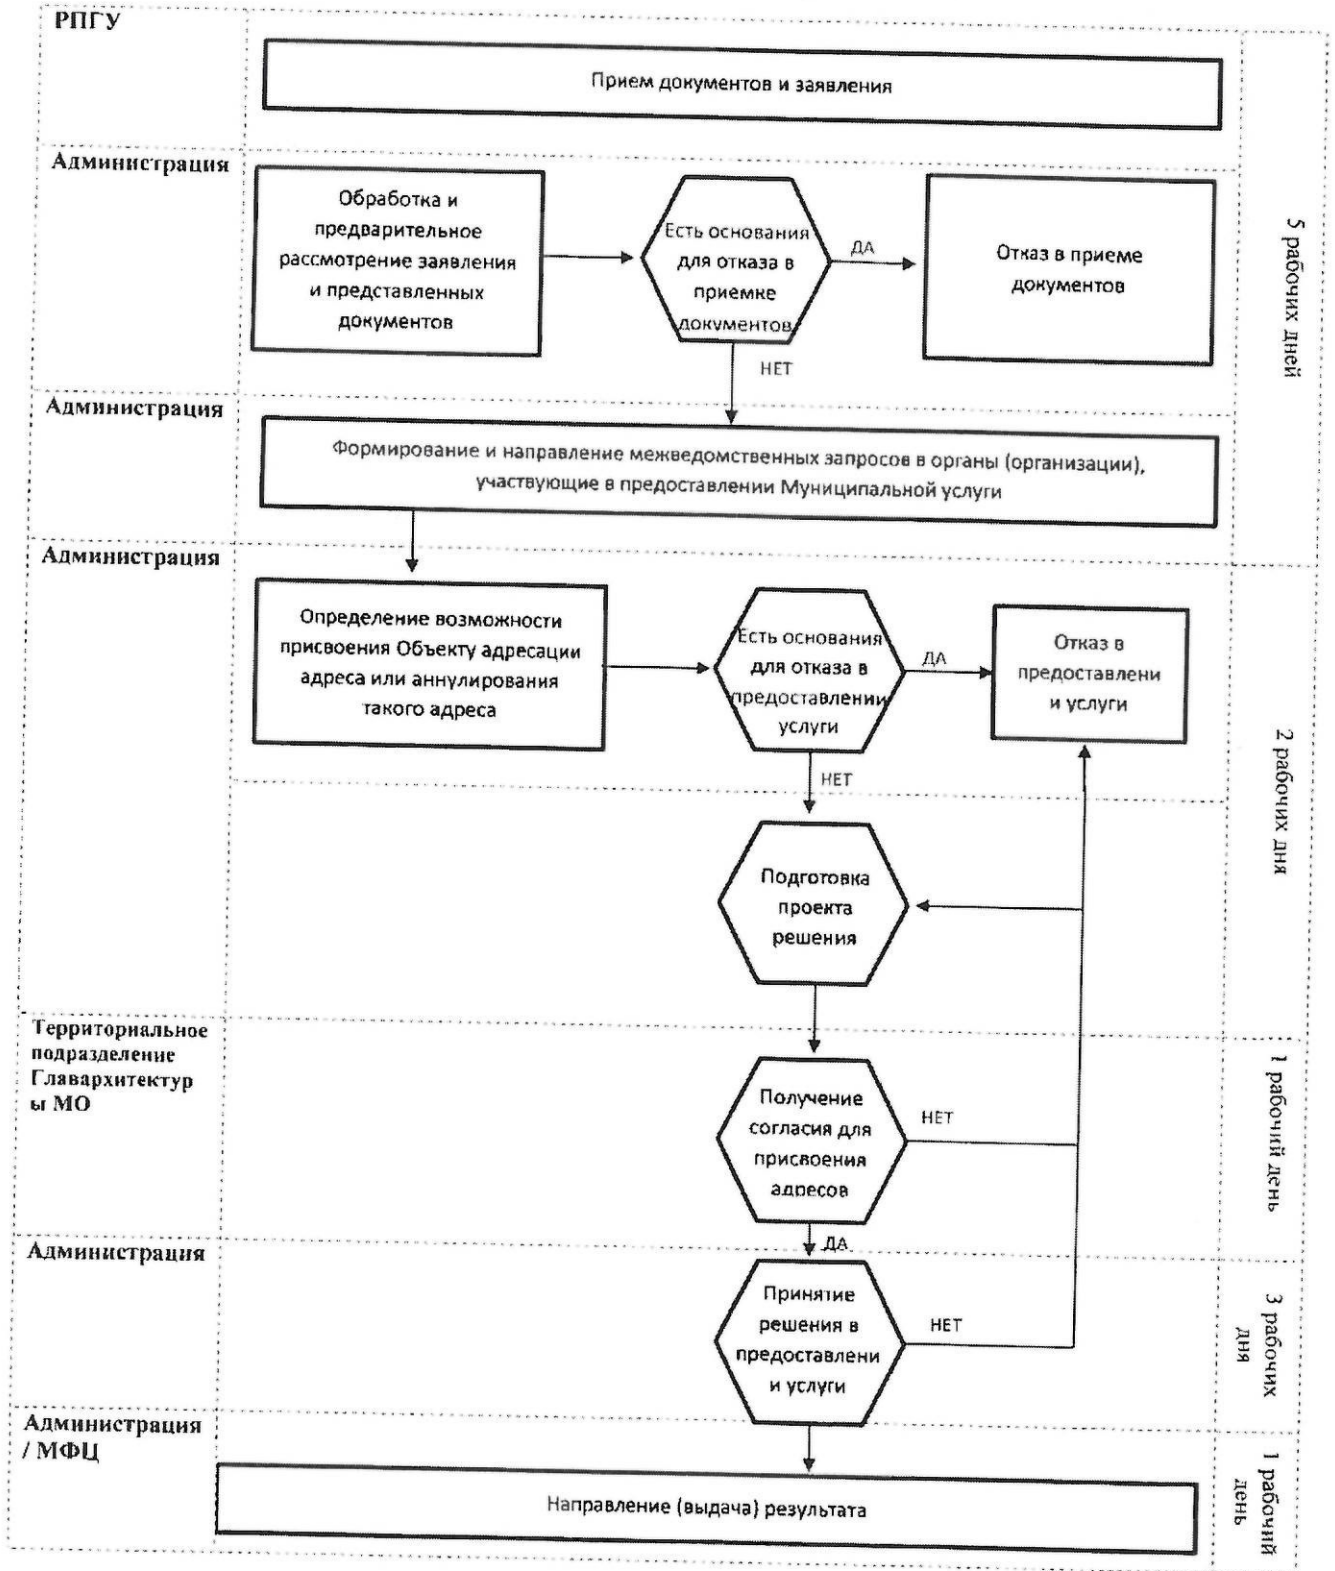 РПГУ
Прием документов и заявления
Администрация
Обработка и
предварительное
рассмотрение заявления
и представленных
документов
Есть основания
для отказа в
приемке
документов
ДА
Отказ в приеме
документов
НЕТ
5 рабочих дней
Администрация
Формирование и направление межведомственных запросов в органы (организации),
участвующие в предоставлении Муниципальной услуги
Администрация
Определение возможности
присвоения Объекту адресации
адреса или аннулирования
такого адреса
Есть основания
для отказа в
предоставлении
услуги
ДА
Отказ в
предоставлени
и услуги
НЕТ
2 рабочих дня
Подготовка
проекта
решения
Территориальное
подразделение
Главархитектур
ы МО
Получение
согласия для
присвоения
адресов
НЕТ
1 рабочий день
ДА
Администрация
Принятие
решения в
предоставлени
и услуги
НЕТ
3 рабочих
дня
Администрация
/ МФЦ
Направление (выдача) результата
1 рабочий
день